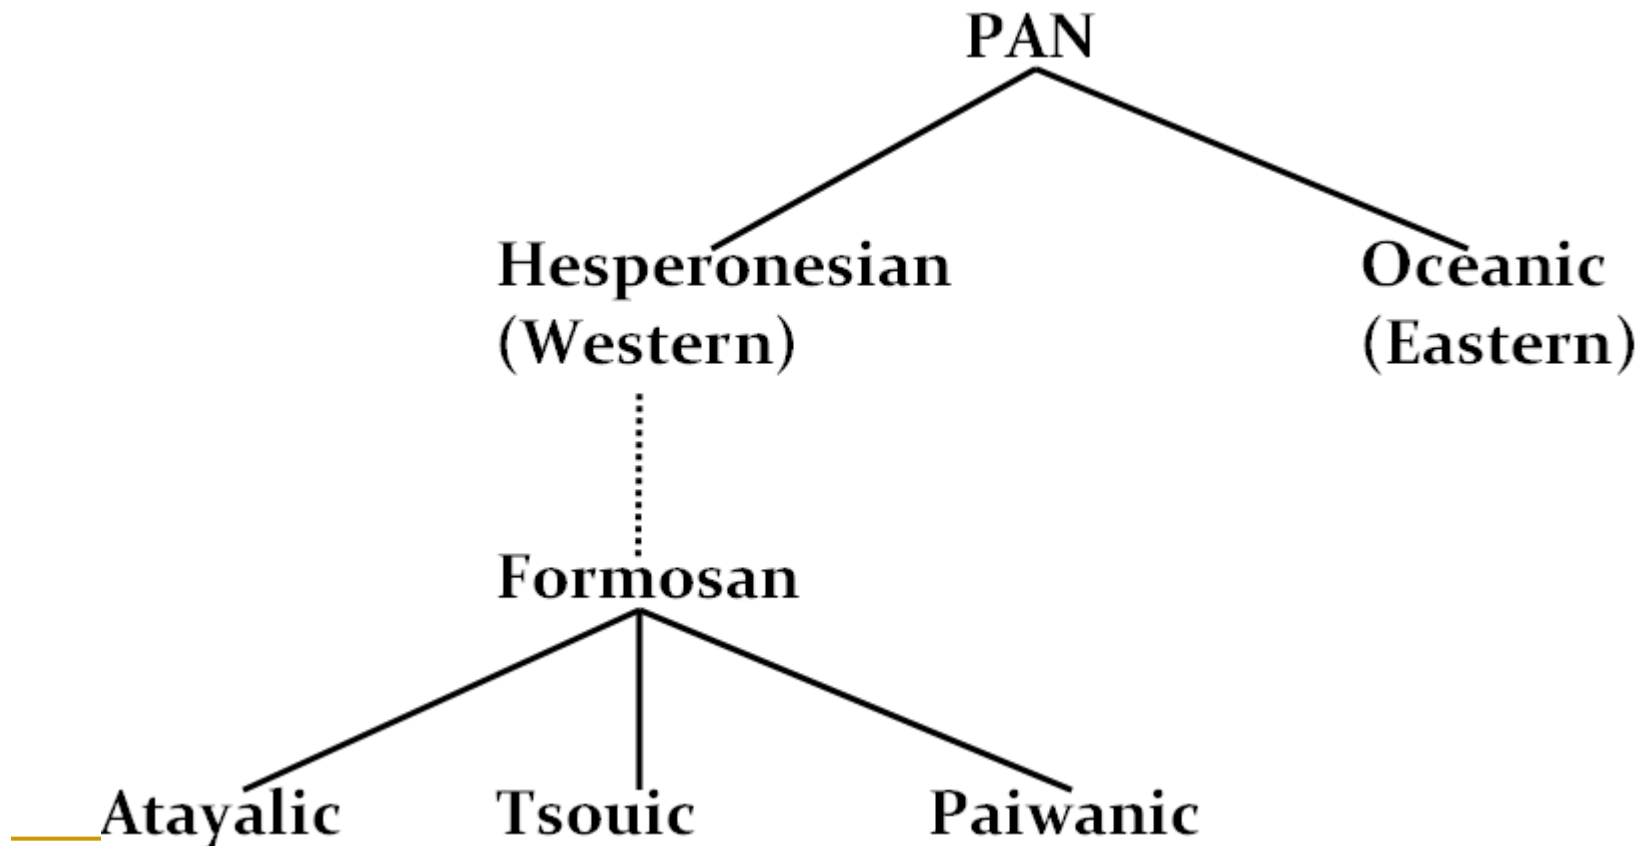 PAN
Hesperonesian
(Western)
Oceanic
(Eastern)
Formosan
Atayalic
Tsouic
Paiwanic